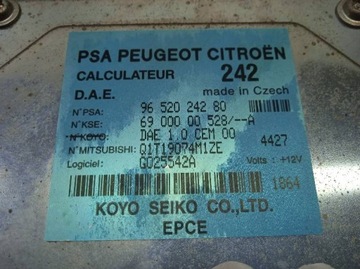 PSA PEUGEOT CITROËN
CALCULATEUR 242
D.A.E. made in Czech
N°PSA: 96 520 242 80
N°KSE: 69 000 00 528/--A
N°KOYO: DAE 1.0 CEM 00
N°MITSUBISHI: Q1T19074M1ZE 4427
Logiciel: G025542A Volts : +12V
1864
KOYO SEIKO CO.,LTD.
EPCE